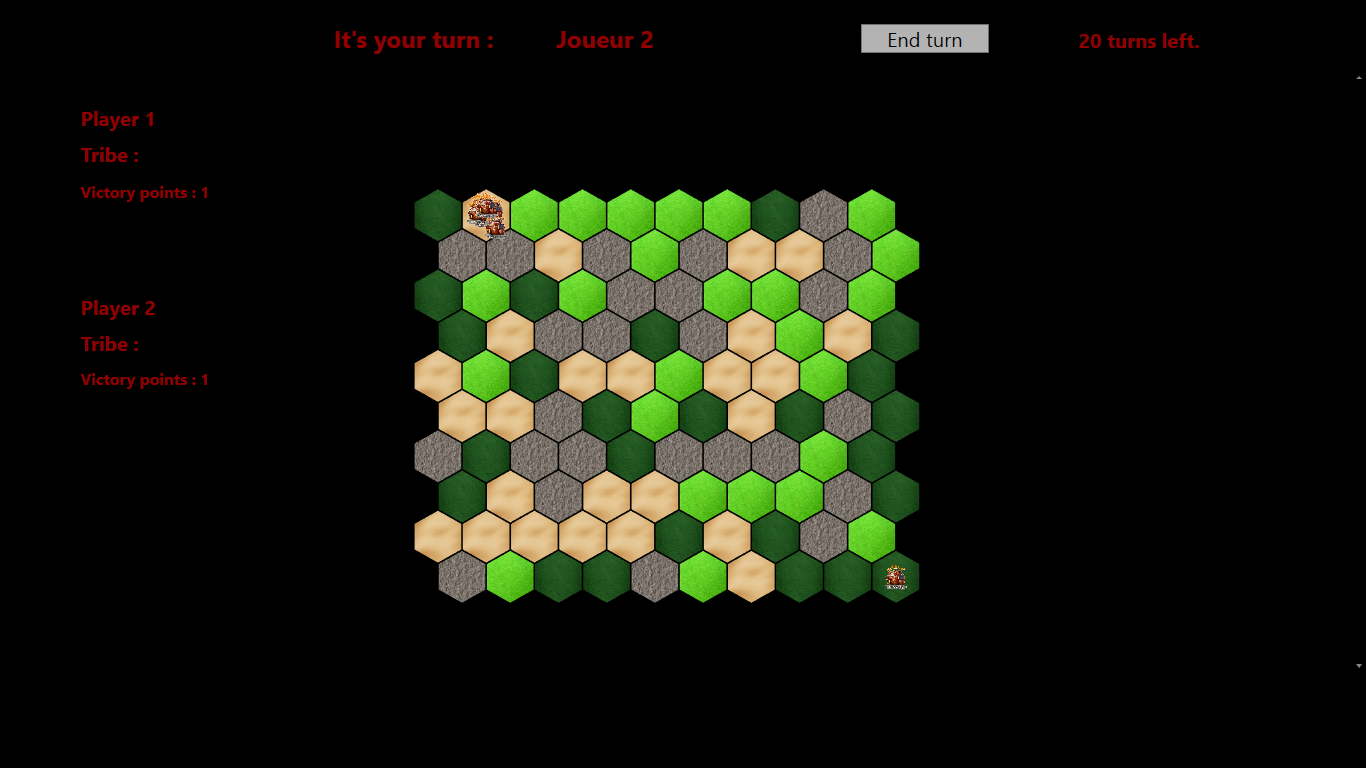 It's your turn : Joueur 2 End turn 20 turns left.
Player 1
Tribe :
Victory points : 1
Player 2
Tribe :
Victory points : 1